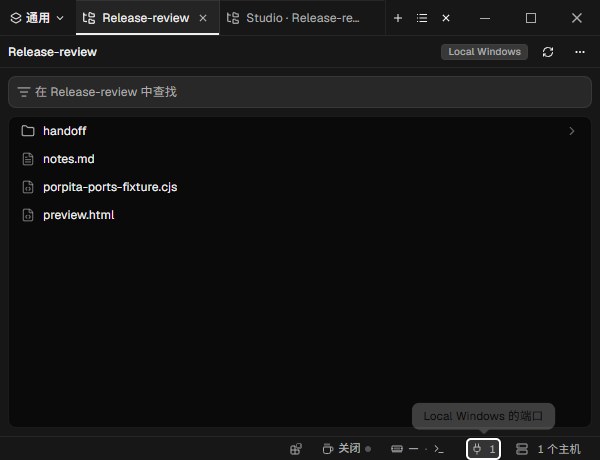 通用
Release-review
Studio · Release-re...
Release-review
Local Windows
在 Release-review 中查找
handoff
notes.md
porpita-ports-fixture.cjs
preview.html
Local Windows 的端口
关闭
1
1 个主机